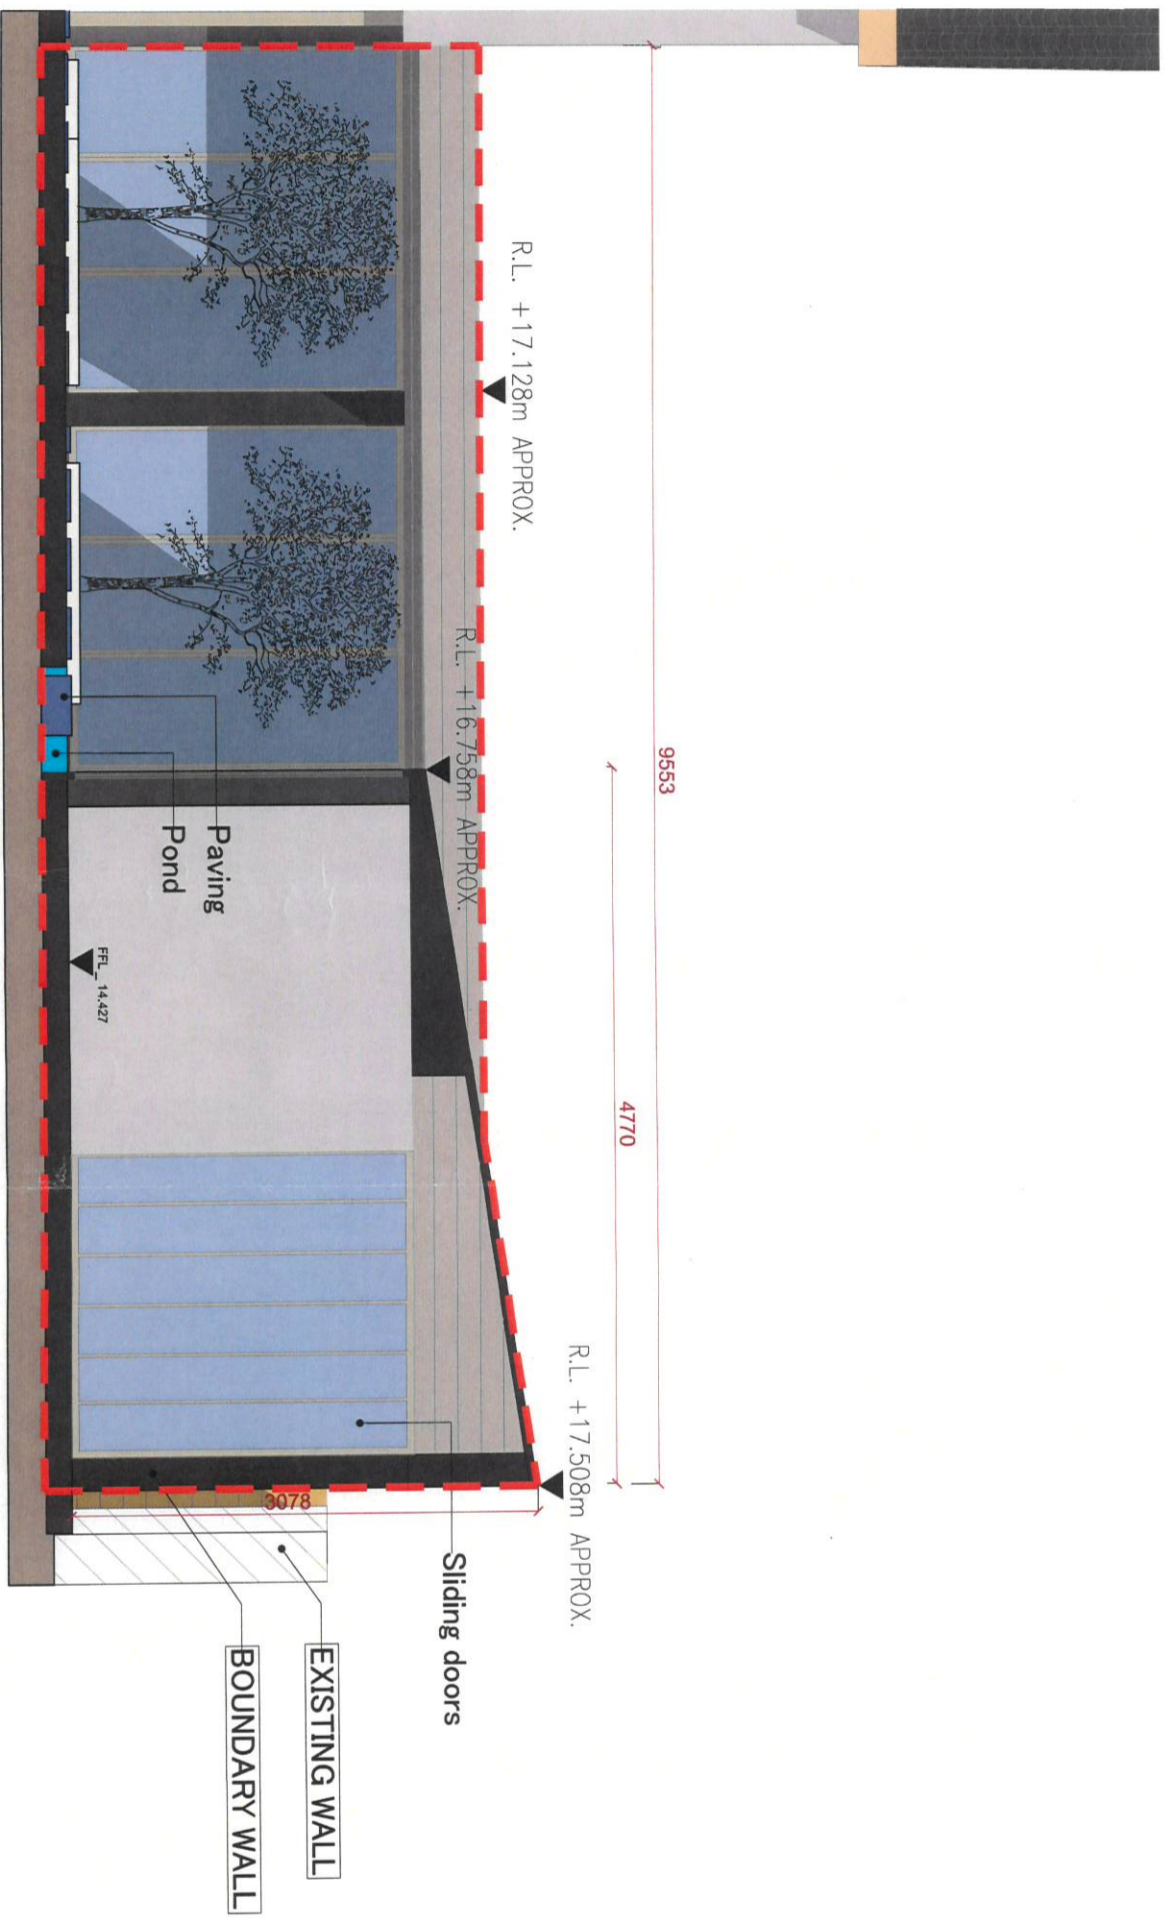 9553
4770
R.L. +17.128m APPROX.
R.L. +16.758m APPROX.
R.L. +17.508m APPROX.
Paving
Pond
FFL_ 14.427
3078
Sliding doors
EXISTING WALL
BOUNDARY WALL